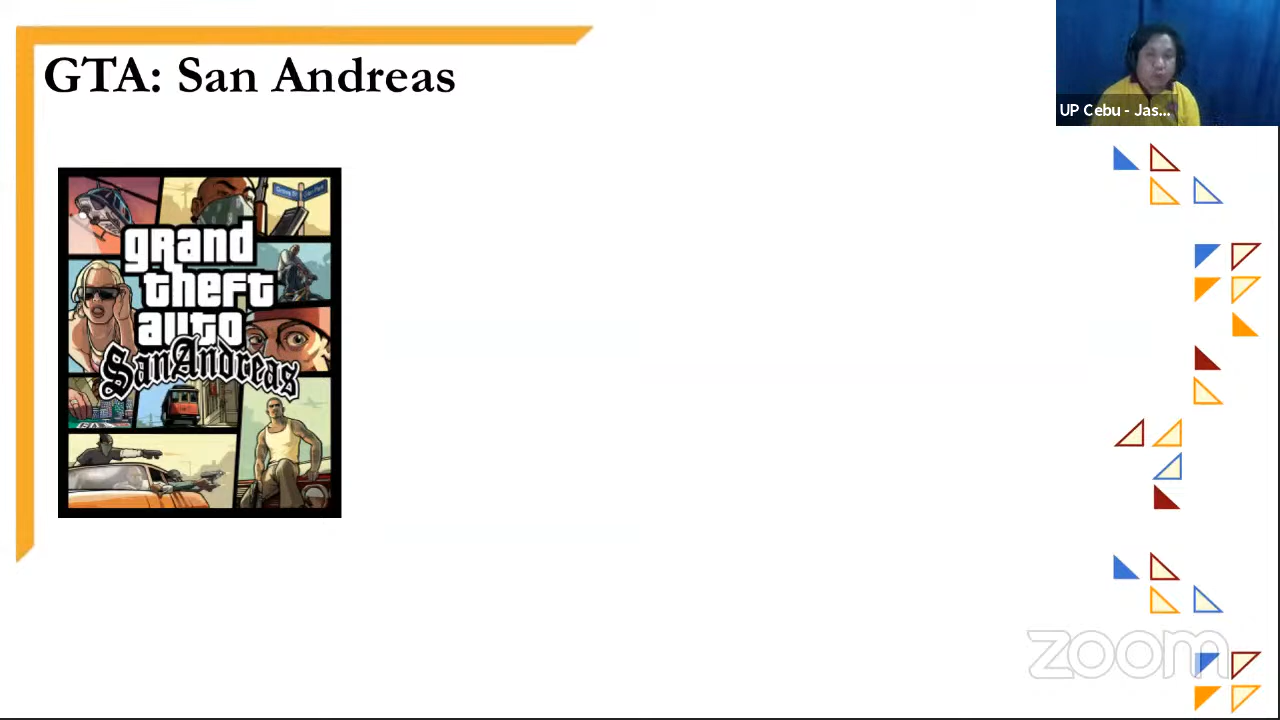 GTA: San Andreas
UP Cebu - Jas...
grand
theft
auto
San Andreas
zoom